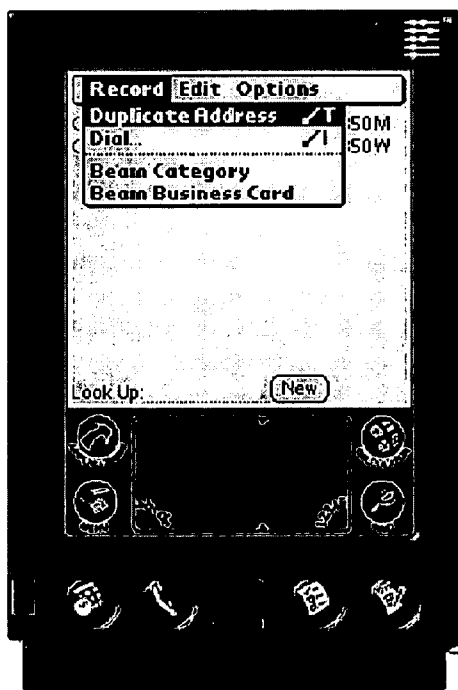 Record Edit Options
Duplicate Address ⁄T
:50M
Dial... ⁄I
:50W
Beam Category
Beam Business Card
Look Up: New